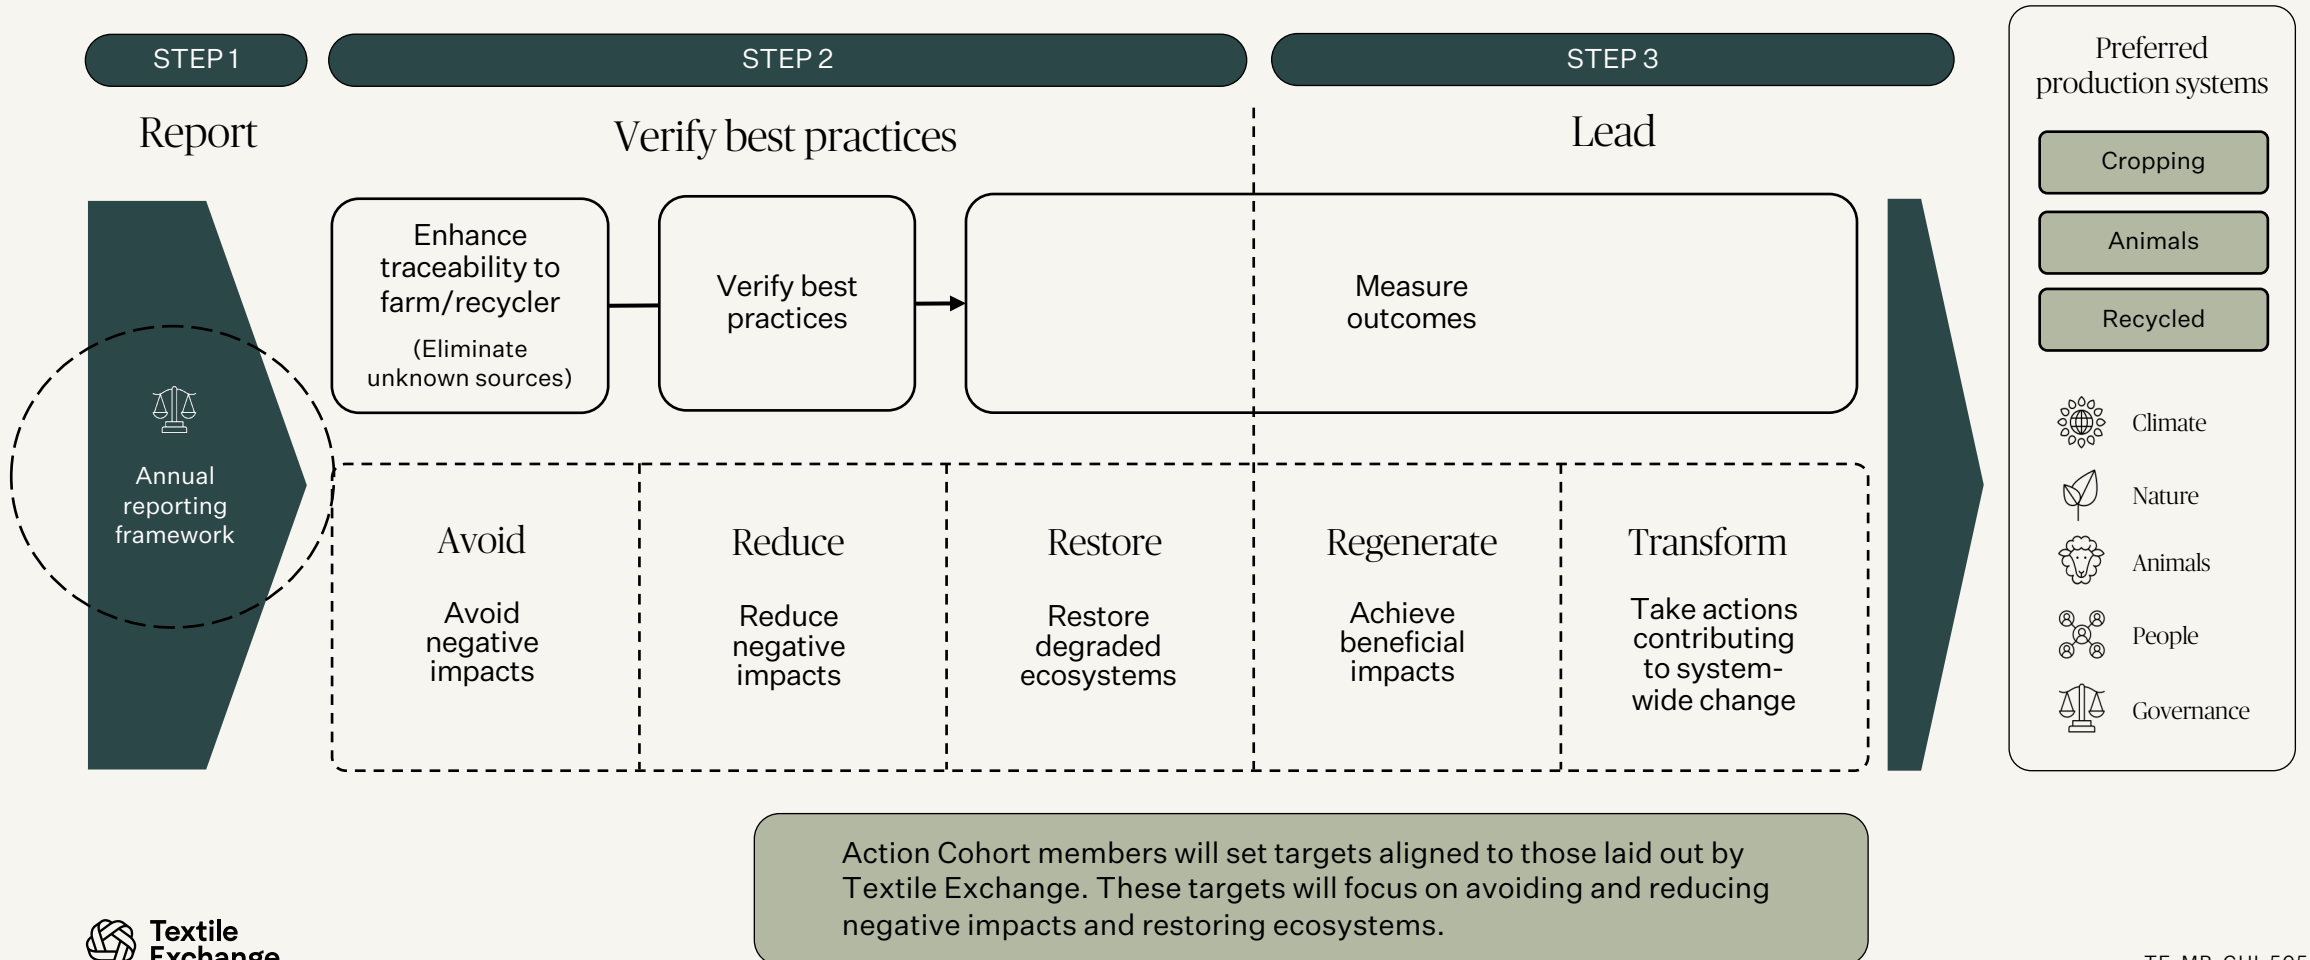 STEP 1
STEP 2
STEP 3
Report
Verify best practices
Lead
Enhance
traceability to
farm/recycler
(Eliminate
unknown sources)
Verify best
practices
Measure
outcomes
Annual
reporting
framework
Avoid
Avoid
negative
impacts
Reduce
Reduce
negative
impacts
Restore
Restore
degraded
ecosystems
Regenerate
Achieve
beneficial
impacts
Transform
Take actions
contributing
to system-
wide change
Preferred
production systems
Cropping
Animals
Recycled
Climate
Nature
Animals
People
Governance
Action Cohort members will set targets aligned to those laid out by
Textile Exchange. These targets will focus on avoiding and reducing
negative impacts and restoring ecosystems.
Textile
Exchange